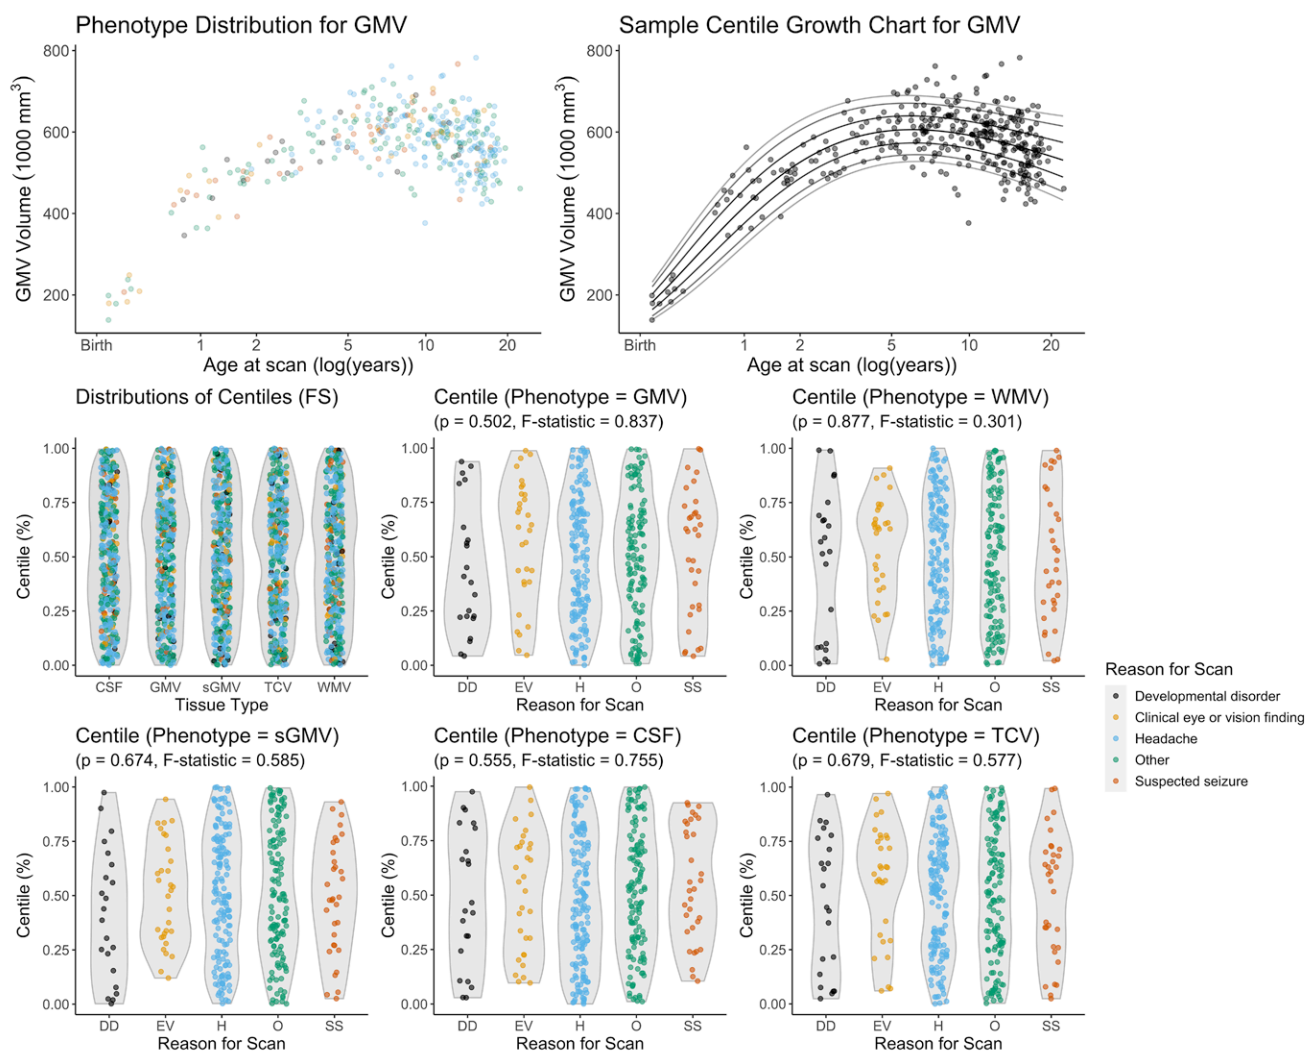 Phenotype Distribution for GMV
GMV Volume (1000 mm³)
800
600
400
200
Birth 1 2 5 10 20
Age at scan (log(years))
Sample Centile Growth Chart for GMV
GMV Volume (1000 mm³)
800
600
400
200
Birth 1 2 5 10 20
Age at scan (log(years))
Distributions of Centiles (FS)
Centile (%)
1.00
0.75
0.50
0.25
0.00
CSF GMV sGMV TCV WMV
Tissue Type
Centile (Phenotype = GMV)
(p = 0.502, F-statistic = 0.837)
Centile (%)
1.00
0.75
0.50
0.25
0.00
DD EV H O SS
Reason for Scan
Centile (Phenotype = WMV)
(p = 0.877, F-statistic = 0.301)
Centile (%)
1.00
0.75
0.50
0.25
0.00
DD EV H O SS
Reason for Scan
Centile (Phenotype = sGMV)
(p = 0.674, F-statistic = 0.585)
Centile (%)
1.00
0.75
0.50
0.25
0.00
DD EV H O SS
Reason for Scan
Centile (Phenotype = CSF)
(p = 0.555, F-statistic = 0.755)
Centile (%)
1.00
0.75
0.50
0.25
0.00
DD EV H O SS
Reason for Scan
Centile (Phenotype = TCV)
(p = 0.679, F-statistic = 0.577)
Centile (%)
1.00
0.75
0.50
0.25
0.00
DD EV H O SS
Reason for Scan
Reason for Scan
Developmental disorder
Clinical eye or vision finding
Headache
Other
Suspected seizure